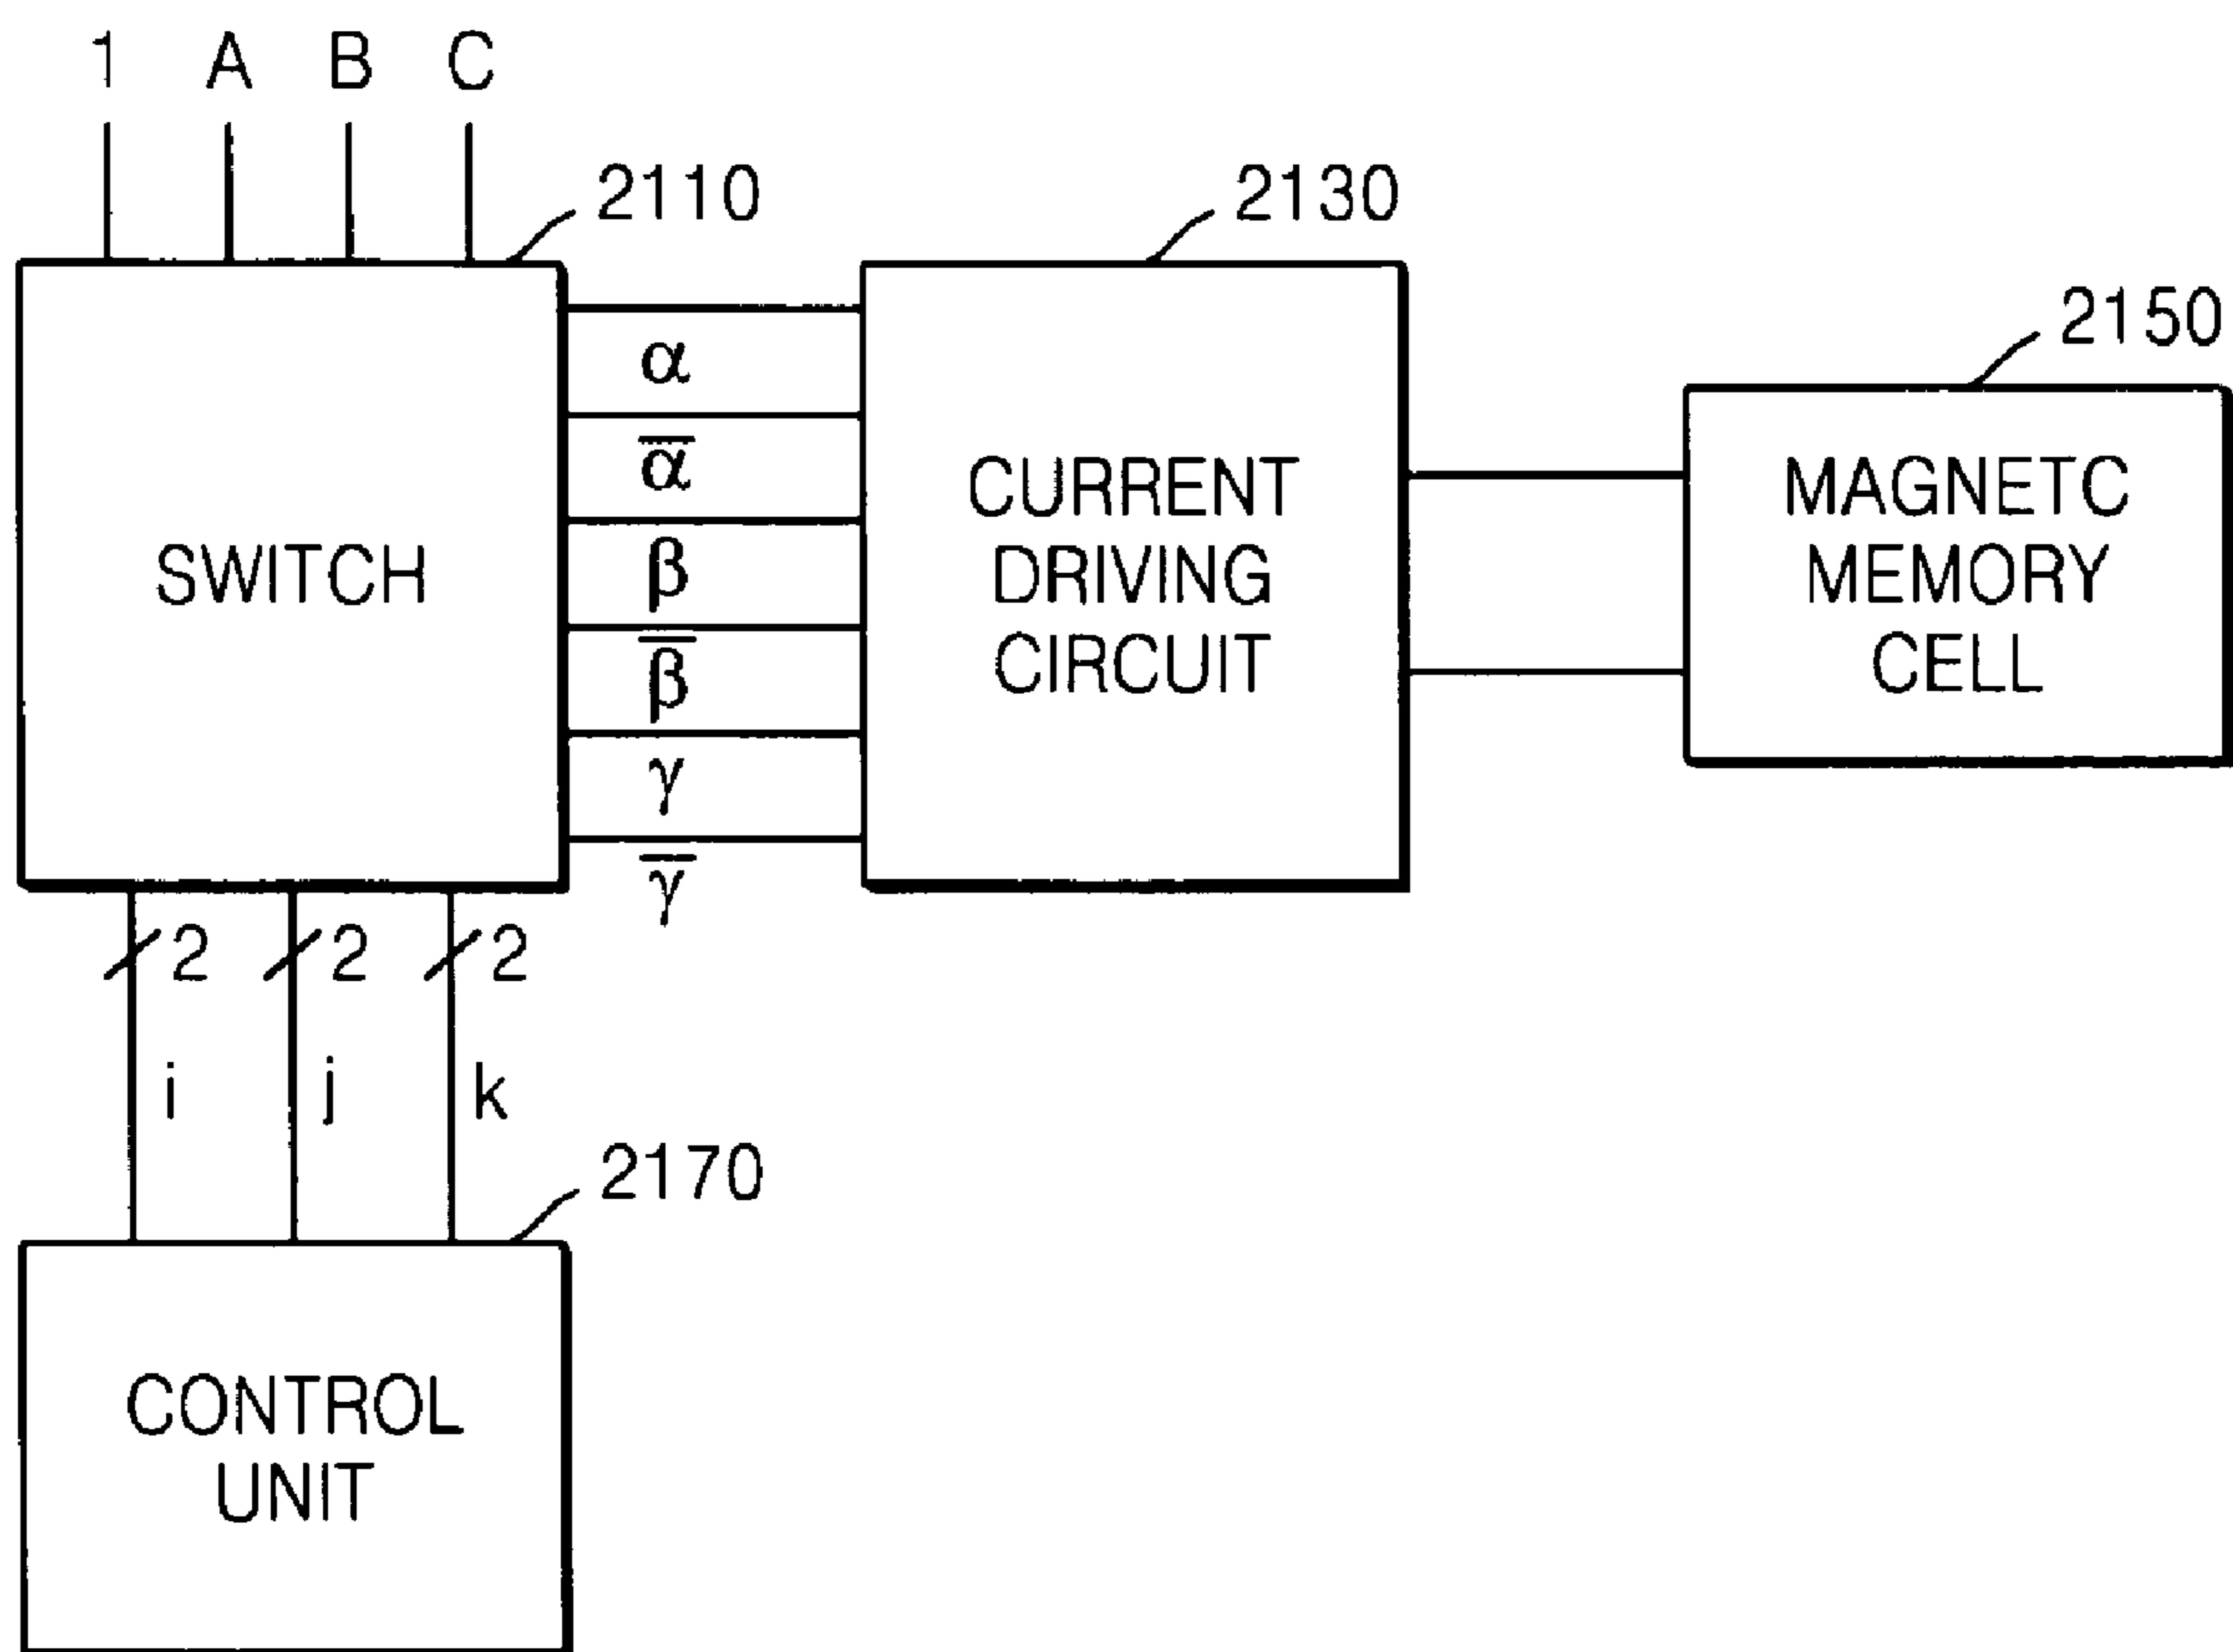 1 A B C
2110
2130
2150
α
α̅
β
β̅
γ
γ̅
SWITCH
CURRENT
DRIVING
CIRCUIT
MAGNETC
MEMORY
CELL
2 2 2
i j k
2170
CONTROL
UNIT